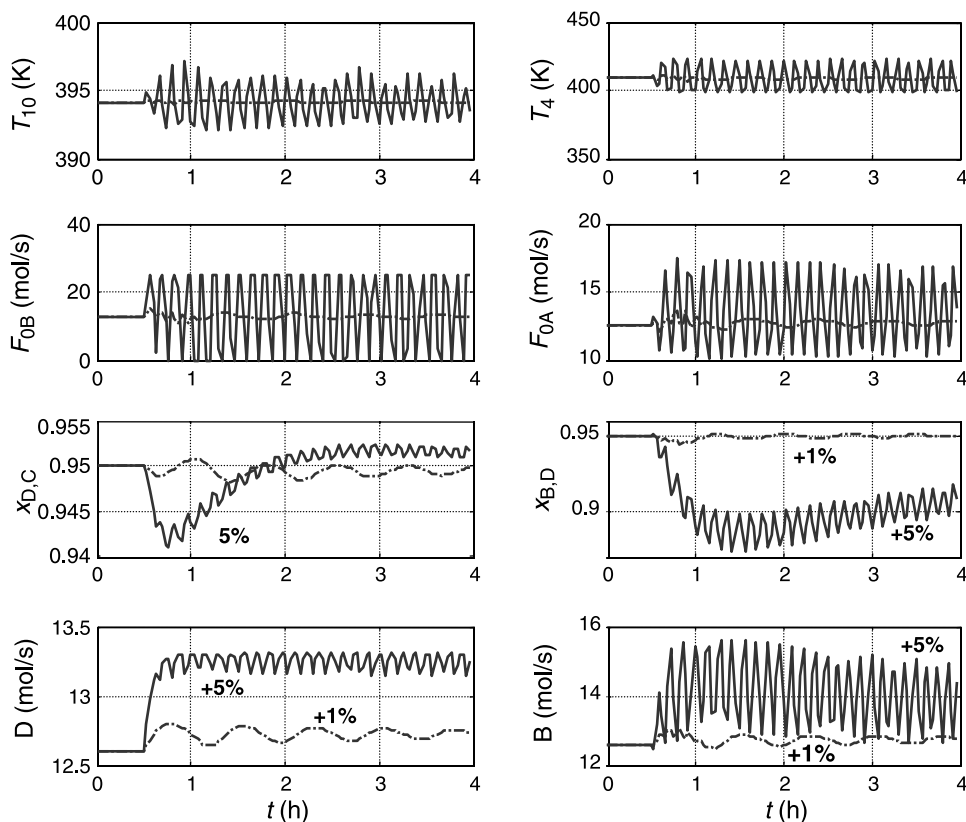 400
395
390
T10 (K)
0 1 2 3 4
450
400
350
T4 (K)
0 1 2 3 4
40
20
0
F0B (mol/s)
0 1 2 3 4
20
15
10
F0A (mol/s)
0 1 2 3 4
0.955
0.95
0.945
0.94
xD,C
5%
0 1 2 3 4
0.95
0.9
xB,D
+1%
+5%
0 1 2 3 4
13.5
13
12.5
D (mol/s)
+5%
+1%
0 1 2 3 4
t (h)
16
14
12
B (mol/s)
+5%
+1%
0 1 2 3 4
t (h)